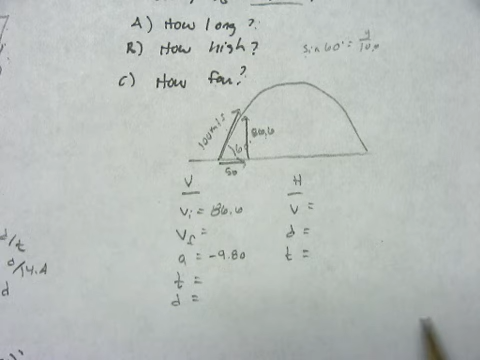 A) How long?
B) How high?
sin 60° = y/100
C) How far?
100m/s
60°
86.6
50
V
H
Vi = 86.6
V =
Vf =
d =
a = -9.80
t =
t =
d =
d/t
d